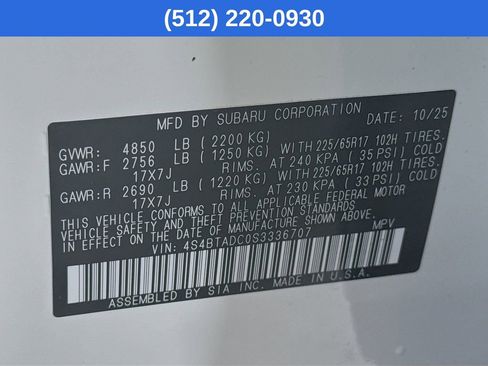 (512) 220-0930
MFD BY SUBARU CORPORATION DATE: 10/25
GVWR: 4850 LB (2200 KG)
GAWR:F 2756 LB (1250 KG) WITH 225/65R17 102H TIRES.
17X7J RIMS. AT 240 KPA (35 PSI) COLD
GAWR:R 2690 LB (1220 KG) WITH 225/65R17 102H TIRES.
17X7J RIMS. AT 230 KPA (33 PSI) COLD
THIS VEHICLE CONFORMS TO ALL APPLICABLE FEDERAL MOTOR
VEHICLE SAFETY AND THEFT PREVENTION STANDARDS
IN EFFECT ON THE DATE OF MANUFACTURE SHOWN ABOVE.
VIN: 4S4BTADC0S3336707 MPV
ASSEMBLED BY SIA INC. MADE IN U.S.A.